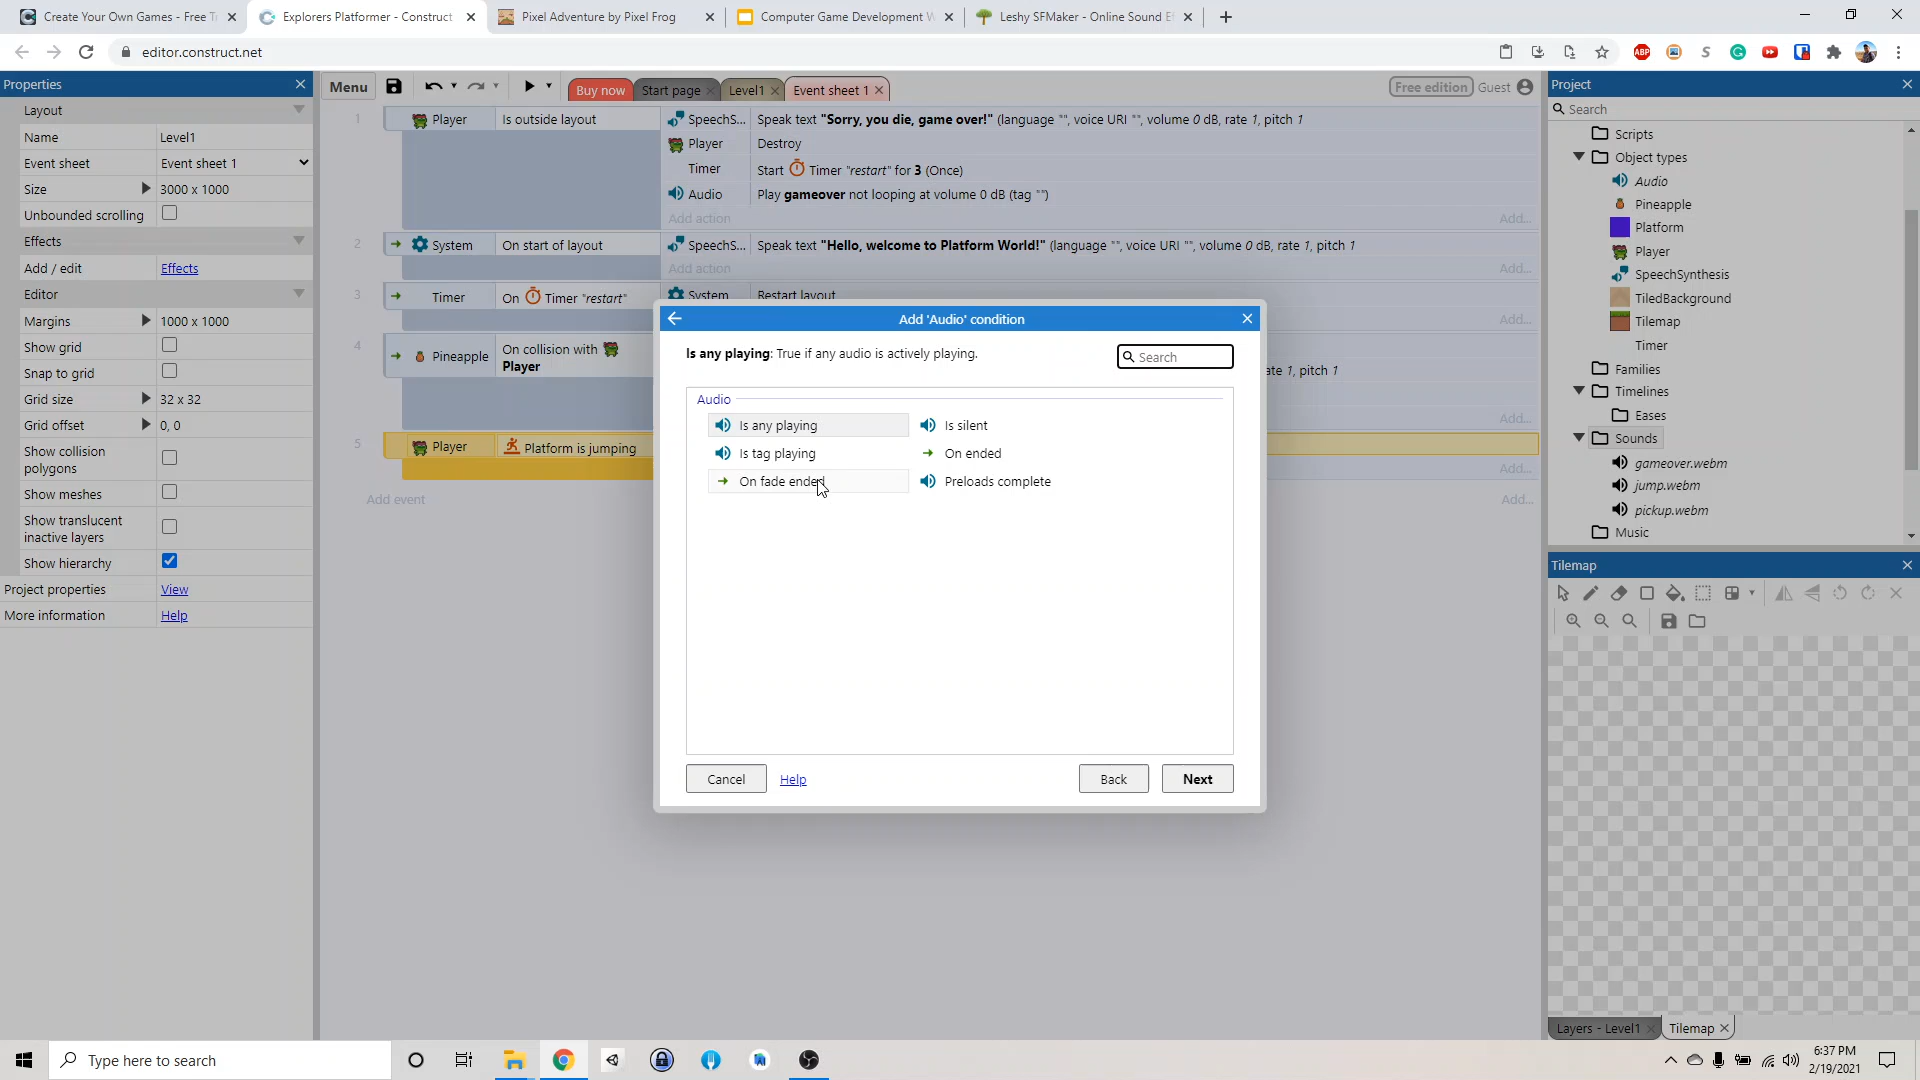 Create Your Own Games - Free Tr
Explorers Platformer - Construct
Pixel Adventure by Pixel Frog
Computer Game Development W
Leshy SFMaker - Online Sound Ef
editor.construct.net
ABP
Properties
Menu
Buy now
Start page
Level1
Event sheet 1
Free edition
Guest
Project
Layout
Name
Level1
Event sheet
Event sheet 1
Size
3000 x 1000
Unbounded scrolling
Effects
Add / edit
Effects
Editor
Margins
1000 x 1000
Show grid
Snap to grid
Grid size
32 x 32
Grid offset
0, 0
Show collision
polygons
Show meshes
Show translucent
inactive layers
Show hierarchy
Project properties
View
More information
Help
1
Player
Is outside layout
SpeechS...
Speak text "Sorry, you die, game over!" (language "", voice URI "", volume 0 dB, rate 1, pitch 1)
Player
Destroy
Timer
Start Timer "restart" for 3 (Once)
Audio
Play gameover not looping at volume 0 dB (tag "")
Add action
Add...
2
System
On start of layout
SpeechS...
Speak text "Hello, welcome to Platform World!" (language "", voice URI "", volume 0 dB, rate 1, pitch 1)
Add action
Add...
3
Timer
On Timer "restart"
System
Restart layout
Add...
4
Pineapple
On collision with
Player
ate 1, pitch 1)
Add...
5
Player
Platform is jumping
Add...
Add event
Add...
Add 'Audio' condition
Is any playing: True if any audio is actively playing.
Search
Audio
Is any playing
Is silent
Is tag playing
On ended
On fade ended
Preloads complete
Cancel
Help
Back
Next
Search
Scripts
Object types
Audio
Pineapple
Platform
Player
SpeechSynthesis
TiledBackground
Tilemap
Timer
Families
Timelines
Eases
Sounds
gameover.webm
jump.webm
pickup.webm
Music
Tilemap
Layers - Level1
Tilemap
Type here to search
6:37 PM
2/19/2021